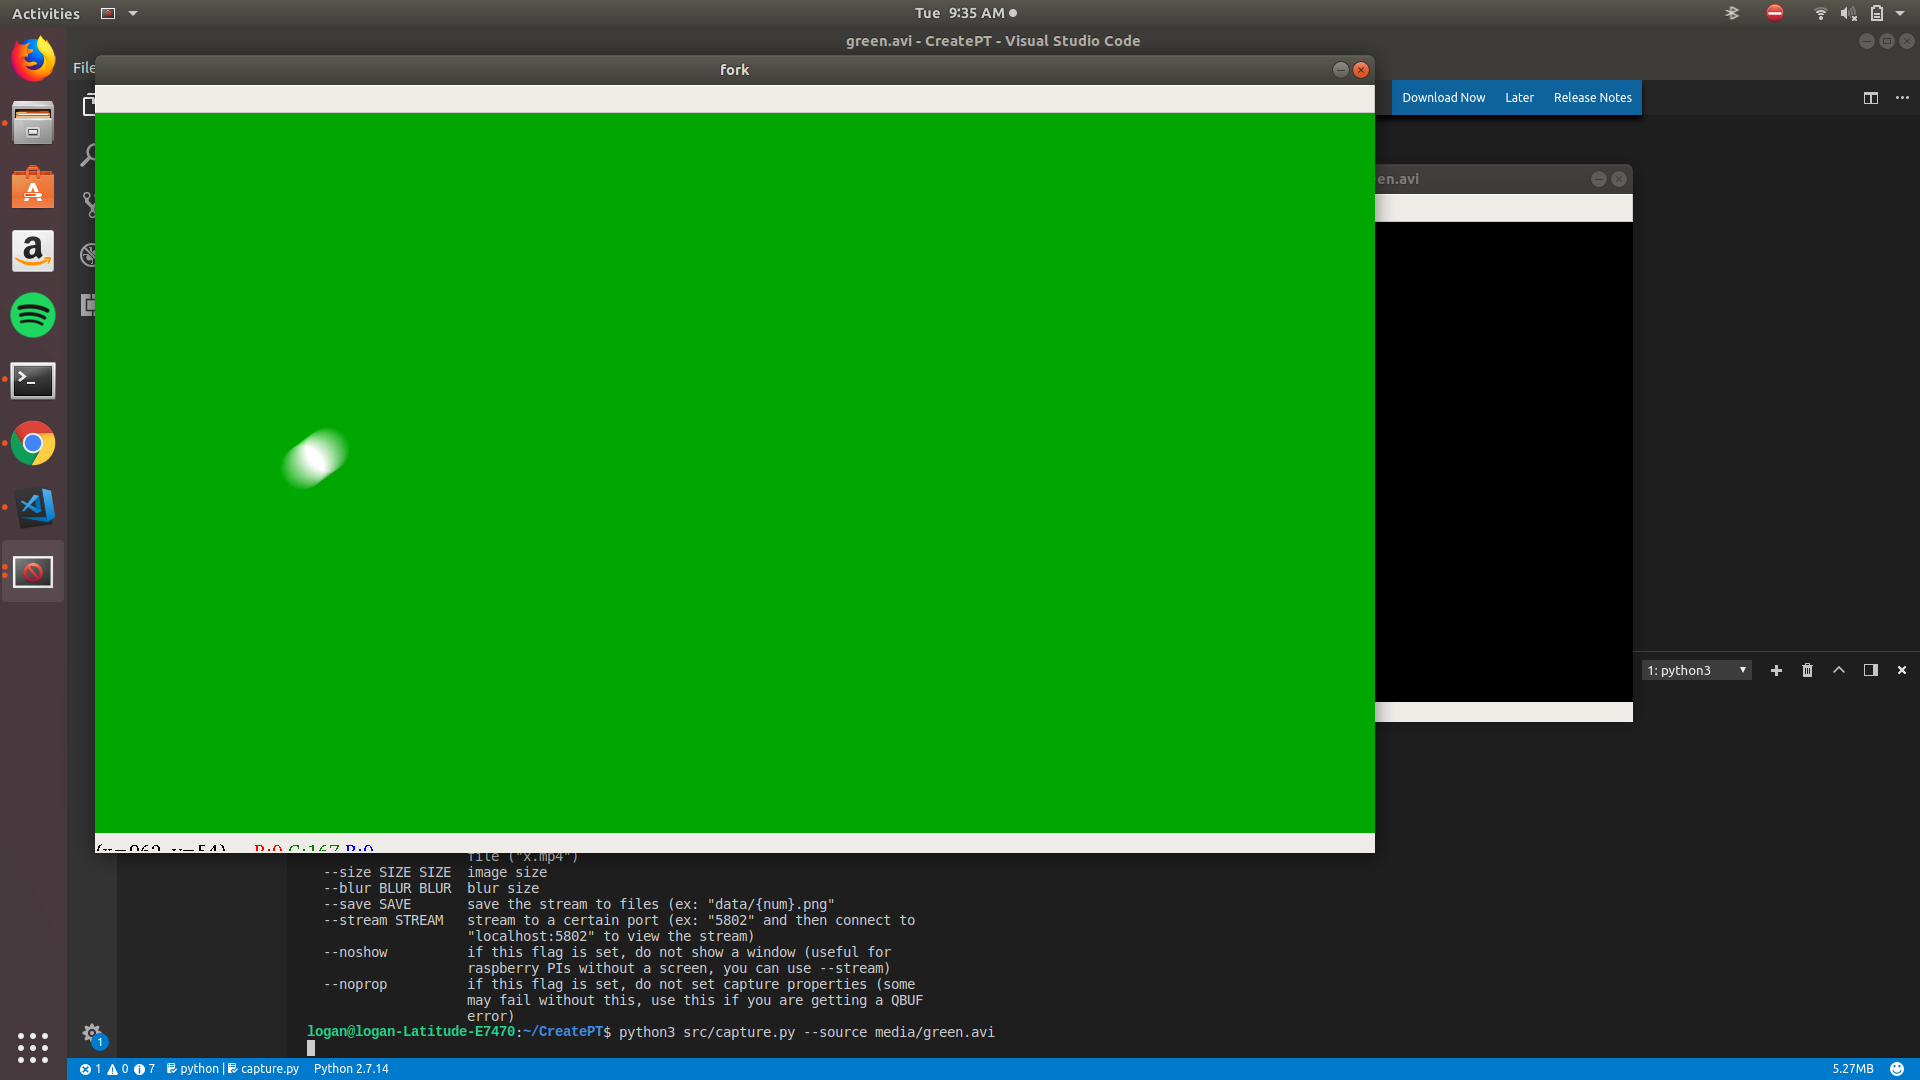 Activities
Tue 9:35 AM
green.avi - CreatePT - Visual Studio Code
File
fork
Download Now Later Release Notes
een.avi
1: python3
(x=962, y=54) R:0 G:167 B:0
file ("x.mp4")
--size SIZE SIZE image size
--blur BLUR BLUR blur size
--save SAVE save the stream to files (ex: "data/{num}.png"
--stream STREAM stream to a certain port (ex: "5802" and then connect to
"localhost:5802" to view the stream)
--noshow if this flag is set, do not show a window (useful for
raspberry PIs without a screen, you can use --stream)
--noprop if this flag is set, do not set capture properties (some
may fail without this, use this if you are getting a QBUF
error)
logan@logan-Latitude-E7470:~/CreatePT$ python3 src/capture.py --source media/green.avi
1
1 0 7 python | capture.py Python 2.7.14 5.27MB